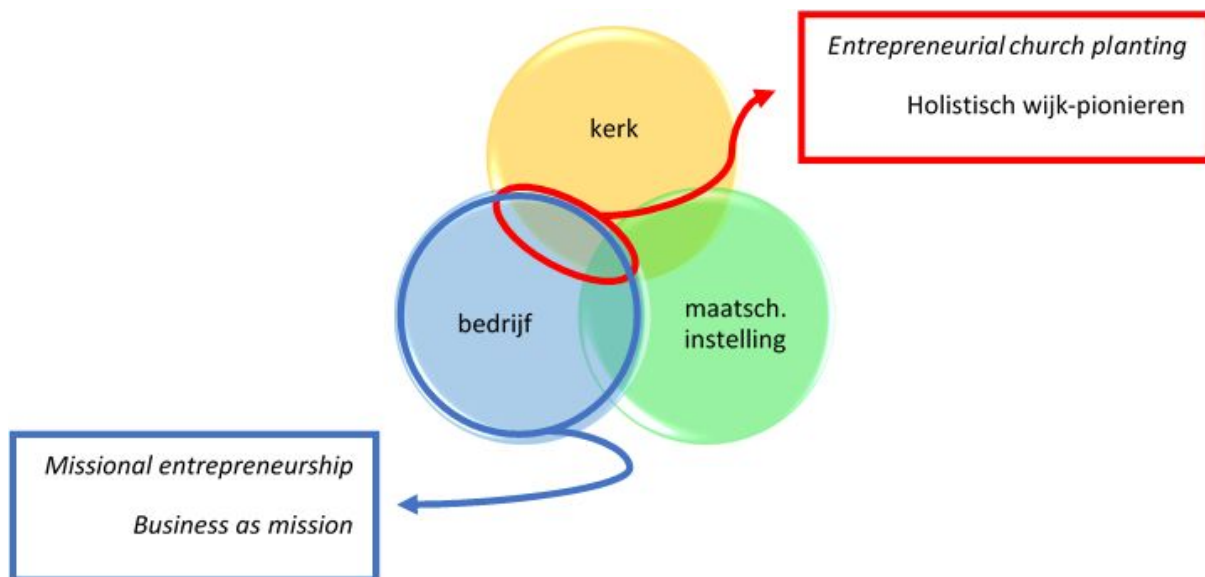 Entrepreneurial church planting
Holistisch wijk-pionieren
kerk
bedrijf
maatsch.
instelling
Missional entrepreneurship
Business as mission